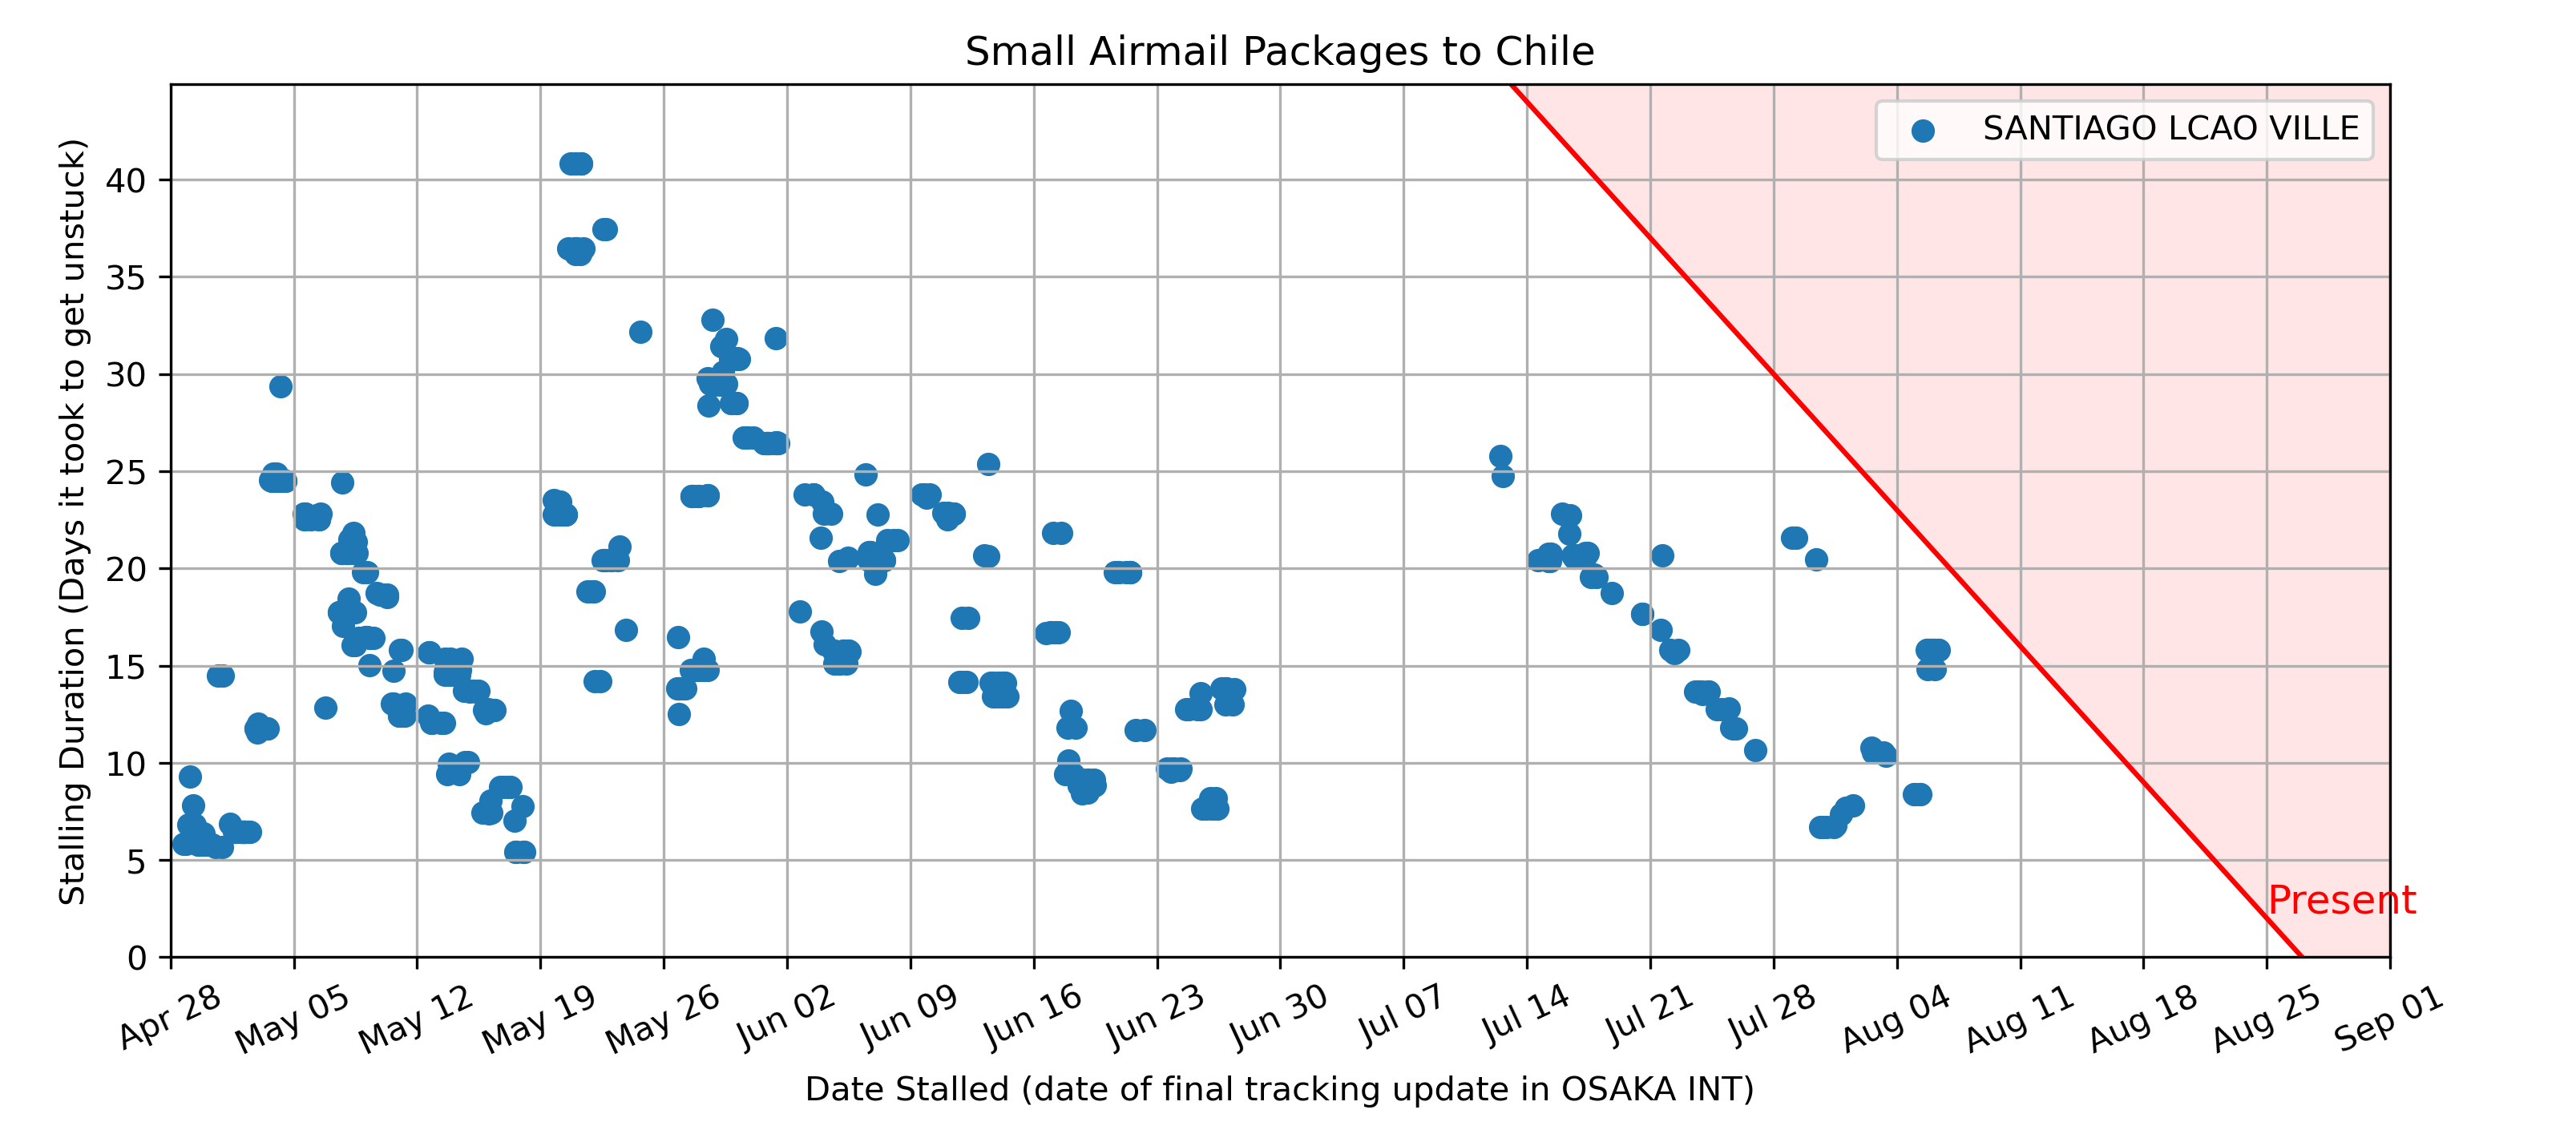 Small Airmail Packages to Chile
SANTIAGO LCAO VILLE
Stalling Duration (Days it took to get unstuck)
40
35
30
25
20
15
10
5
0
Present
Apr 28
May 05
May 12
May 19
May 26
Jun 02
Jun 09
Jun 16
Jun 23
Jun 30
Jul 07
Jul 14
Jul 21
Jul 28
Aug 04
Aug 11
Aug 18
Aug 25
Sep 01
Date Stalled (date of final tracking update in OSAKA INT)